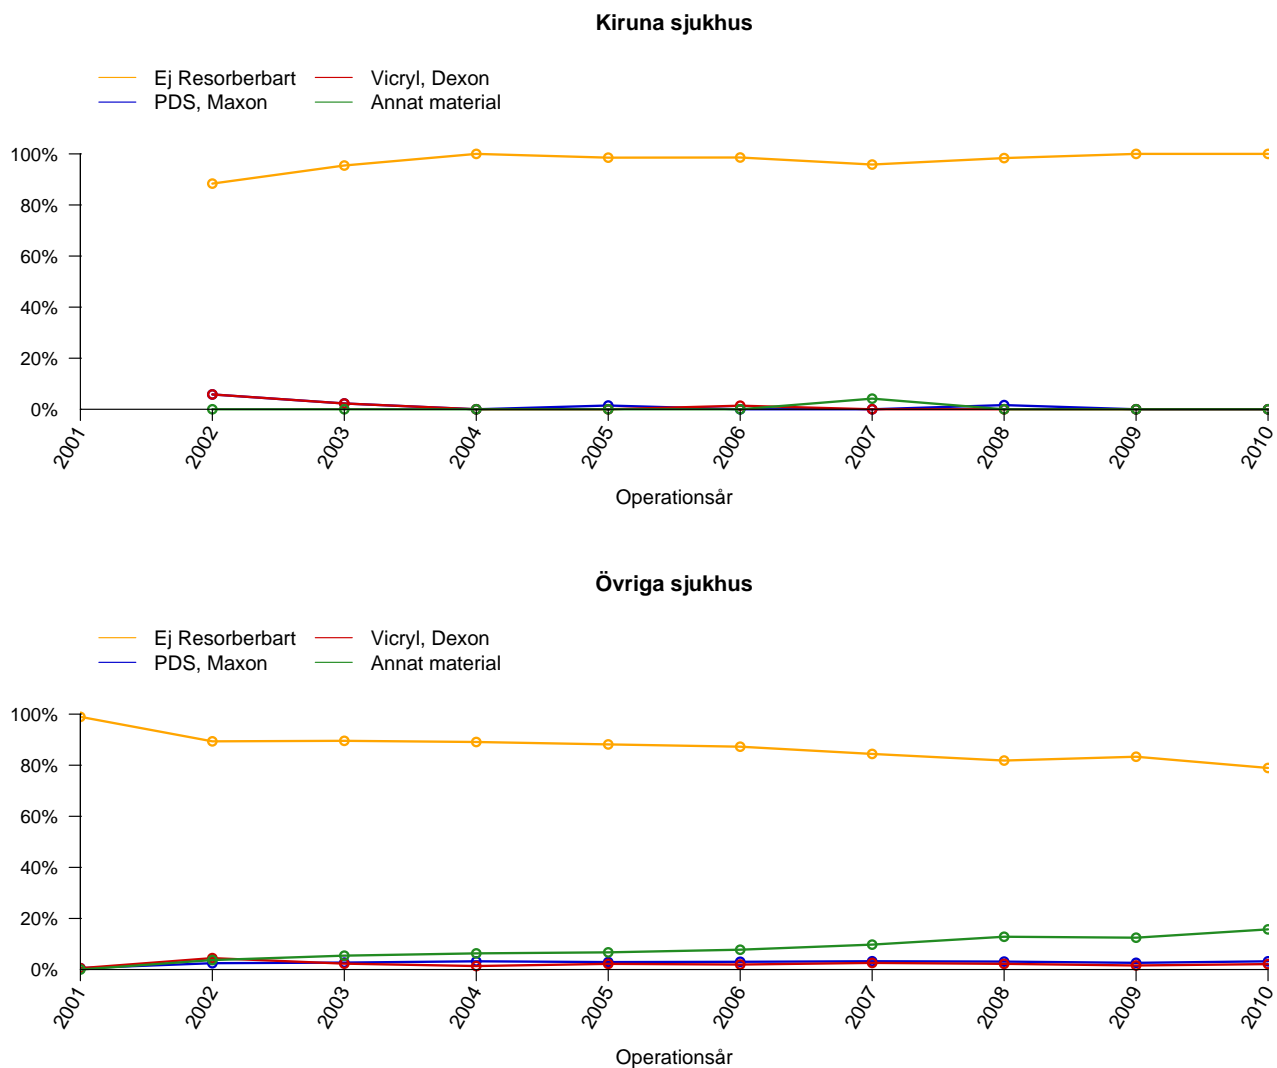 Kiruna sjukhus
Ej Resorberbart Vicryl, Dexon
PDS, Maxon Annat material
100%
80%
60%
40%
20%
0%
2001 2002 2003 2004 2005 2006 2007 2008 2009 2010
Operationsår
Övriga sjukhus
Ej Resorberbart Vicryl, Dexon
PDS, Maxon Annat material
100%
80%
60%
40%
20%
0%
2001 2002 2003 2004 2005 2006 2007 2008 2009 2010
Operationsår